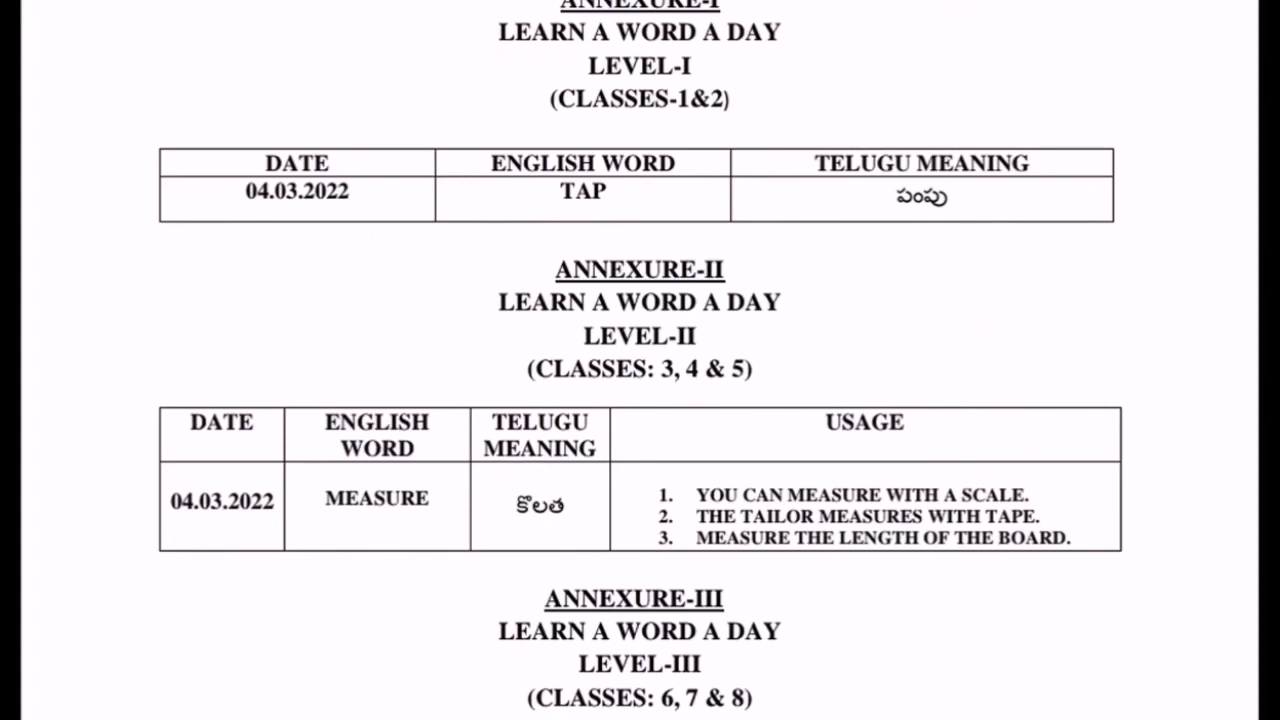 ANNEXURE-I
LEARN A WORD A DAY
LEVEL-I
(CLASSES-1&2)
DATE ENGLISH WORD TELUGU MEANING
04.03.2022 TAP పంపు
ANNEXURE-II
LEARN A WORD A DAY
LEVEL-II
(CLASSES: 3, 4 & 5)
DATE ENGLISH TELUGU USAGE
WORD MEANING
04.03.2022 MEASURE కొలత 1. YOU CAN MEASURE WITH A SCALE.
2. THE TAILOR MEASURES WITH TAPE.
3. MEASURE THE LENGTH OF THE BOARD.
ANNEXURE-III
LEARN A WORD A DAY
LEVEL-III
(CLASSES: 6, 7 & 8)